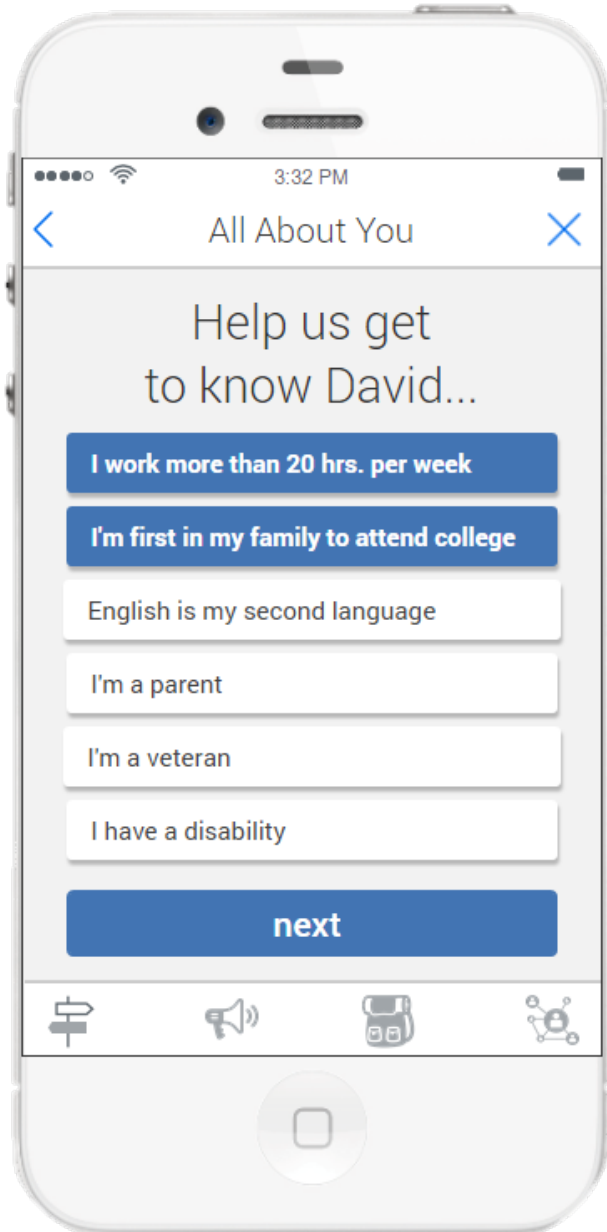 3:32 PM
All About You
Help us get
to know David...
I work more than 20 hrs. per week
I'm first in my family to attend college
English is my second language
I'm a parent
I'm a veteran
I have a disability
next